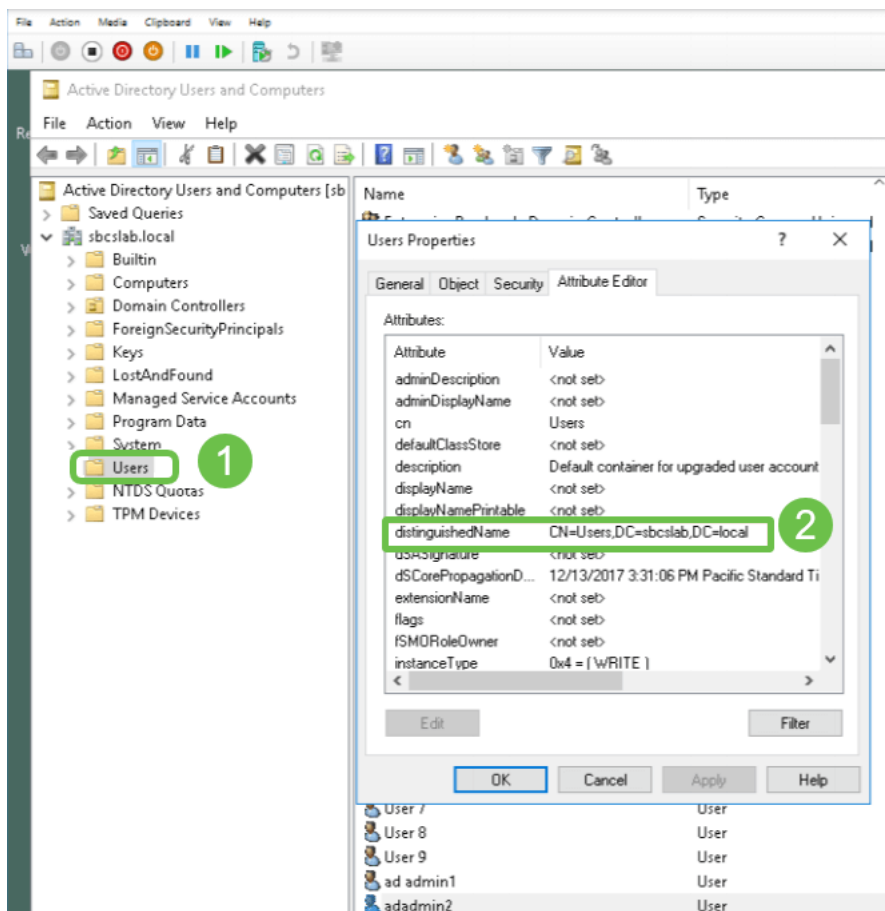 File Action Media Clipboard View Help
Active Directory Users and Computers
File Action View Help
Active Directory Users and Computers [sb
Saved Queries
sbcslab.local
Builtin
Computers
Domain Controllers
ForeignSecurityPrincipals
Keys
LostAndFound
Managed Service Accounts
Program Data
System
Users
1
NTDS Quotas
TPM Devices
Name Type
Users Properties
General Object Security Attribute Editor
Attributes:
Attribute Value
adminDescription <not set>
adminDisplayName <not set>
cn Users
defaultClassStore <not set>
description Default container for upgraded user account
displayName <not set>
displayNamePrintable <not set>
distinguishedName CN=Users,DC=sbcslab,DC=local
2
dSASignature <not set>
dSCorePropagationD... 12/13/2017 3:31:06 PM Pacific Standard Ti
extensionName <not set>
flags <not set>
fSMORoleOwner <not set>
instanceType 0x4 = ( WRITE )
Edit Filter
OK Cancel Apply Help
User 7 User
User 8 User
User 9 User
ad admin1 User
adadmin2 User